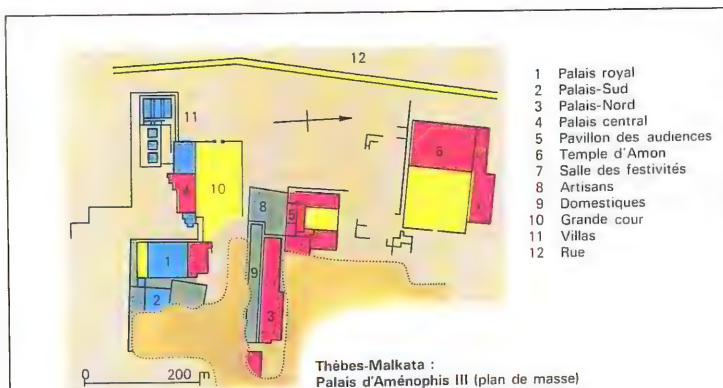 12
11
10
4
6
7
8
5
1
9
2
3
1 Palais royal
2 Palais-Sud
3 Palais-Nord
4 Palais central
5 Pavillon des audiences
6 Temple d'Amon
7 Salle des festivités
8 Artisans
9 Domestiques
10 Grande cour
11 Villas
12 Rue
0 200 m
Thèbes-Malkata :
Palais d'Aménophis III (plan de masse)